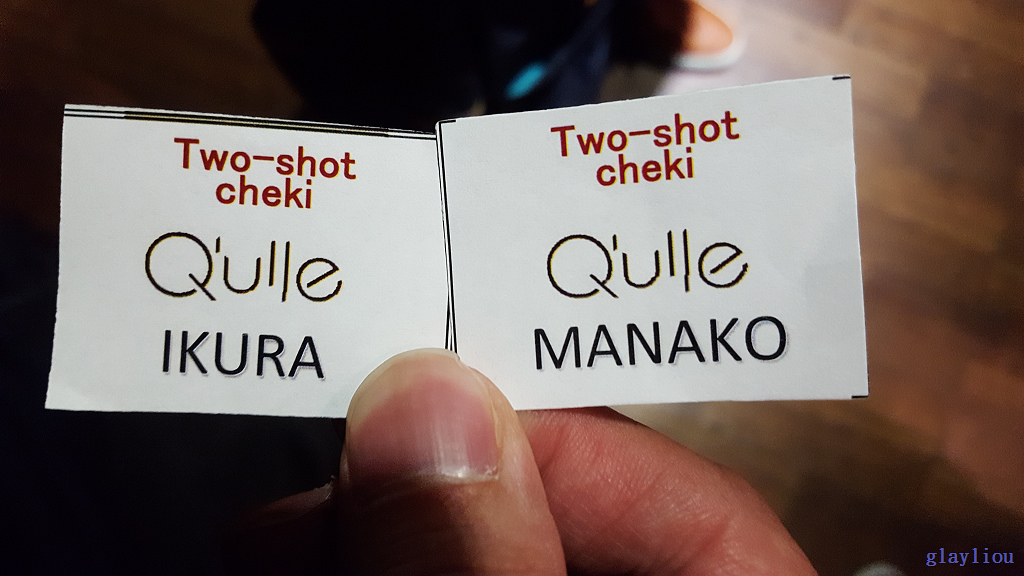 Two-shot
cheki
Q'ulle
IKURA
Two-shot
cheki
Q'ulle
MANAKO
glayliou